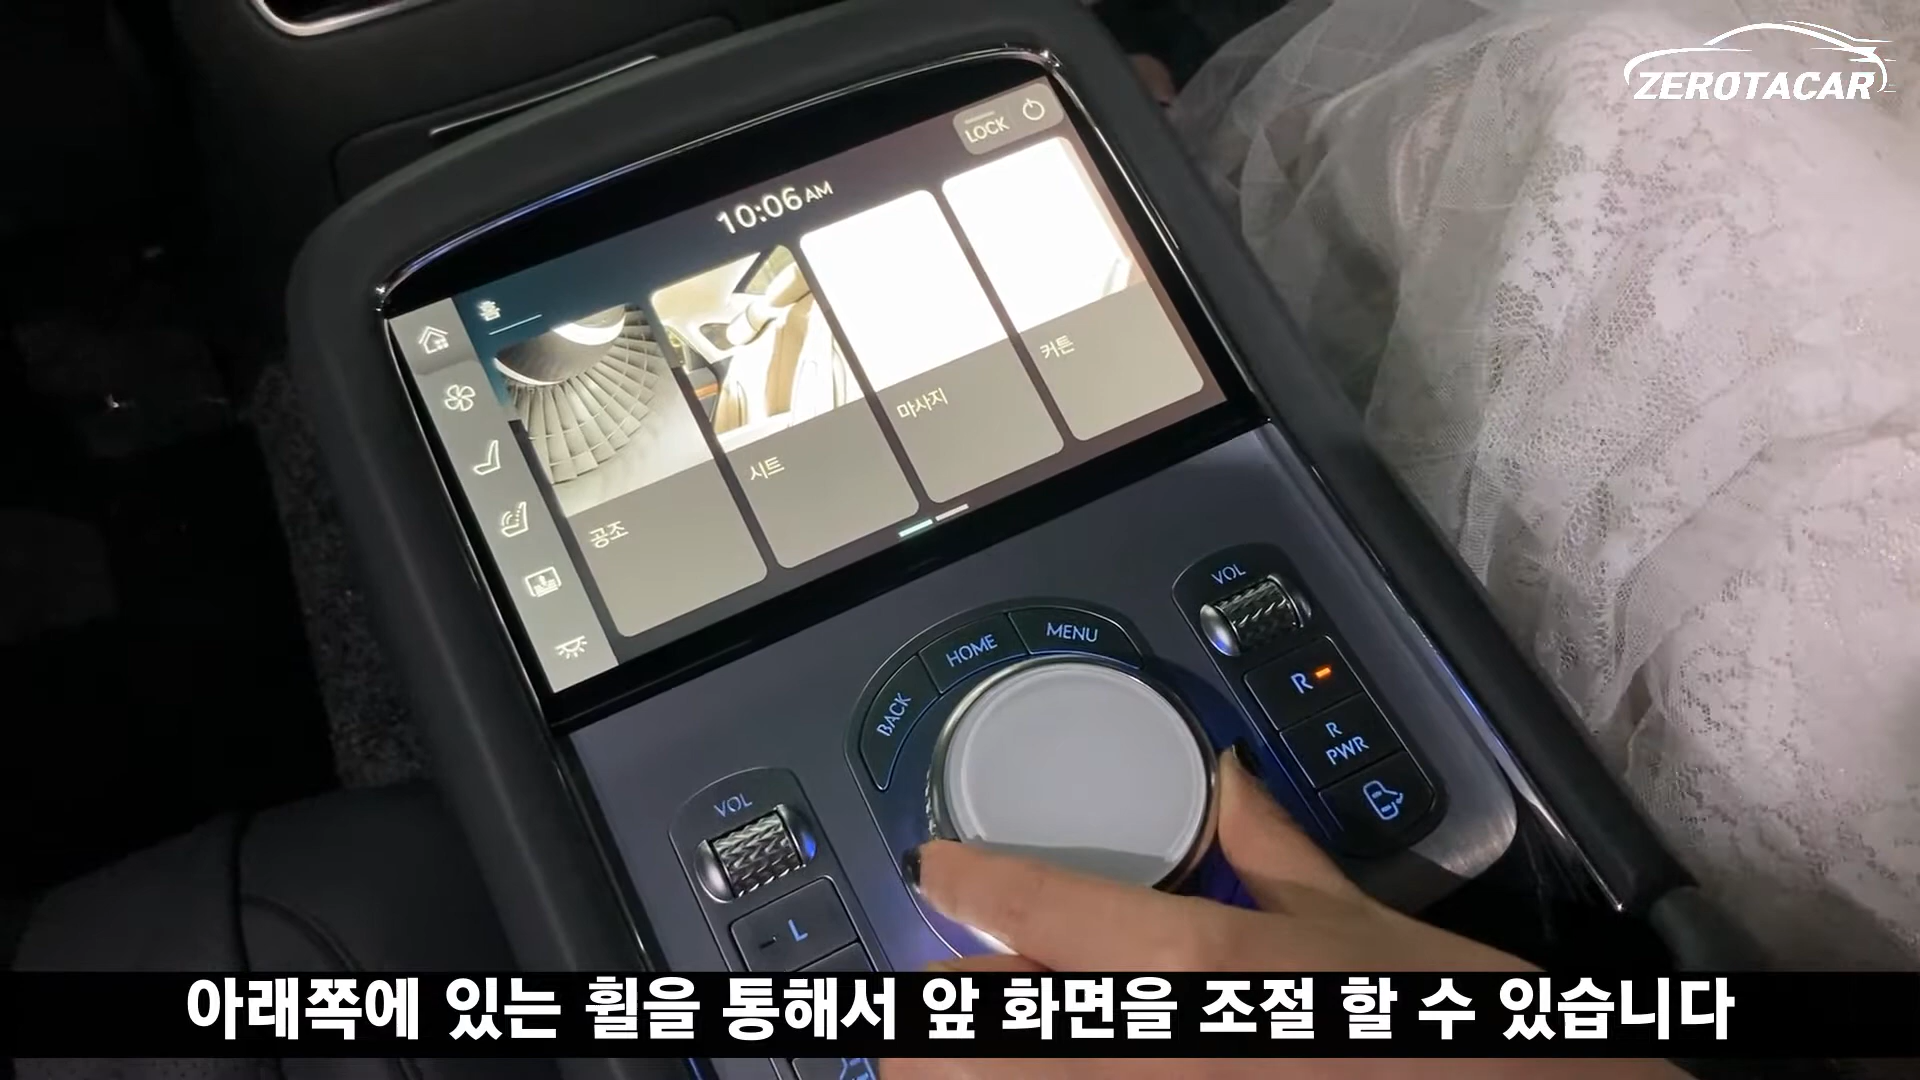 ZEROTACAR
LOCK
10:06 AM
홈
공조
시트
마사지
커튼
VOL
BACK
HOME
MENU
R
R
PWR
VOL
L
아래쪽에 있는 휠을 통해서 앞 화면을 조절 할 수 있습니다